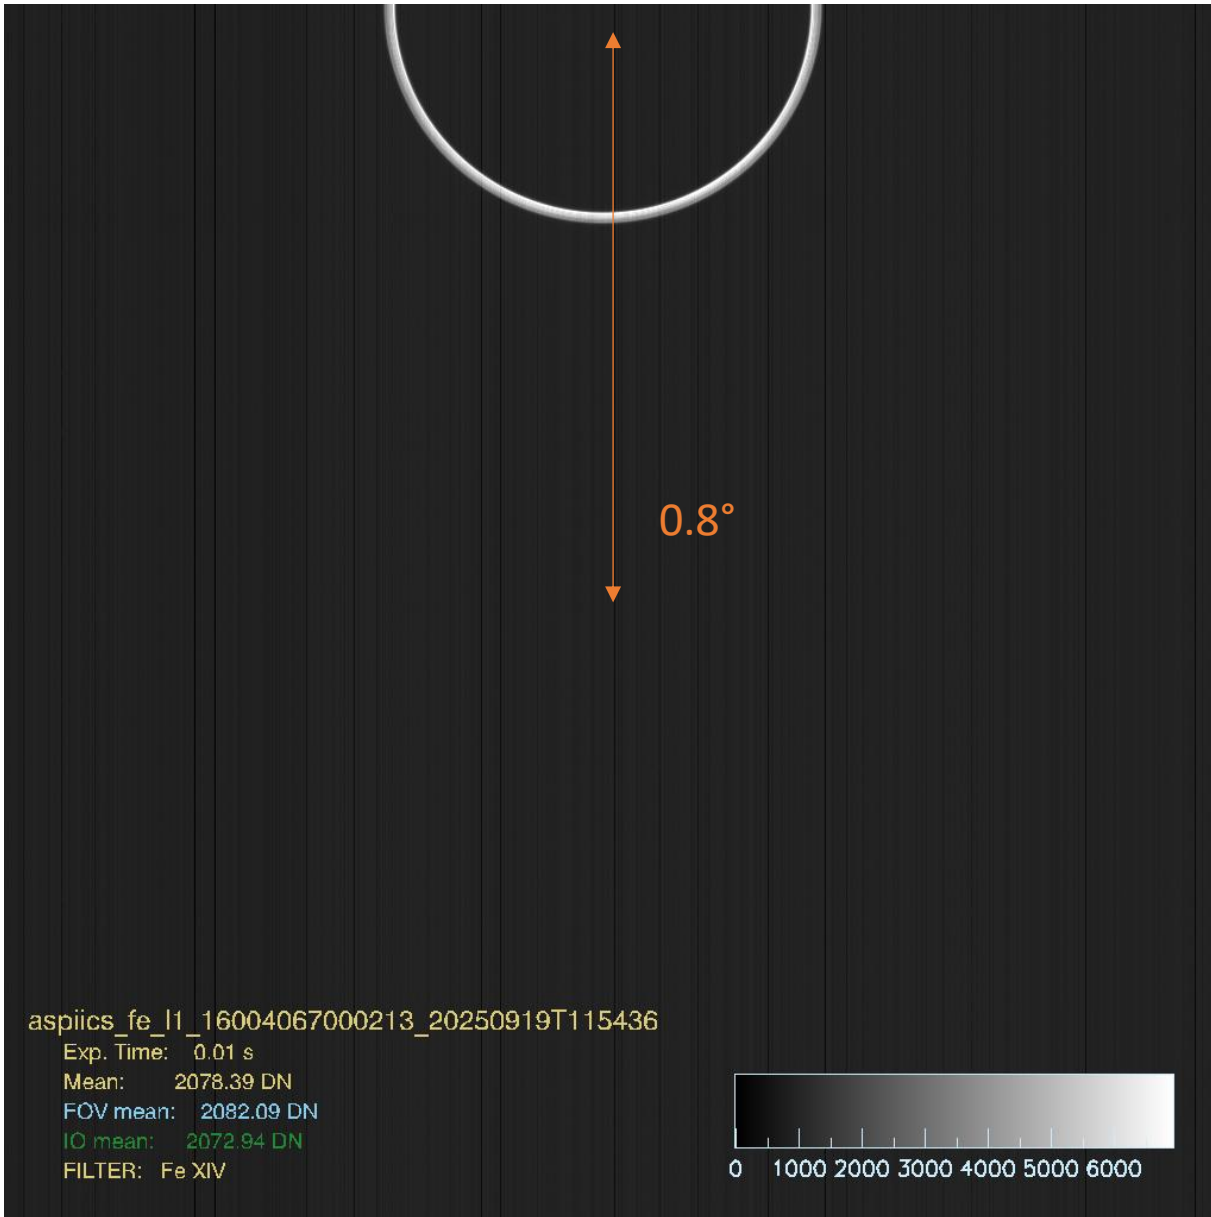 0.8°
aspiics_fe_l1_16004067000213_20250919T115436
Exp. Time: 0.01 s
Mean: 2078.39 DN
FOV mean: 2082.09 DN
IO mean: 2072.94 DN
FILTER: Fe XIV
0 1000 2000 3000 4000 5000 6000